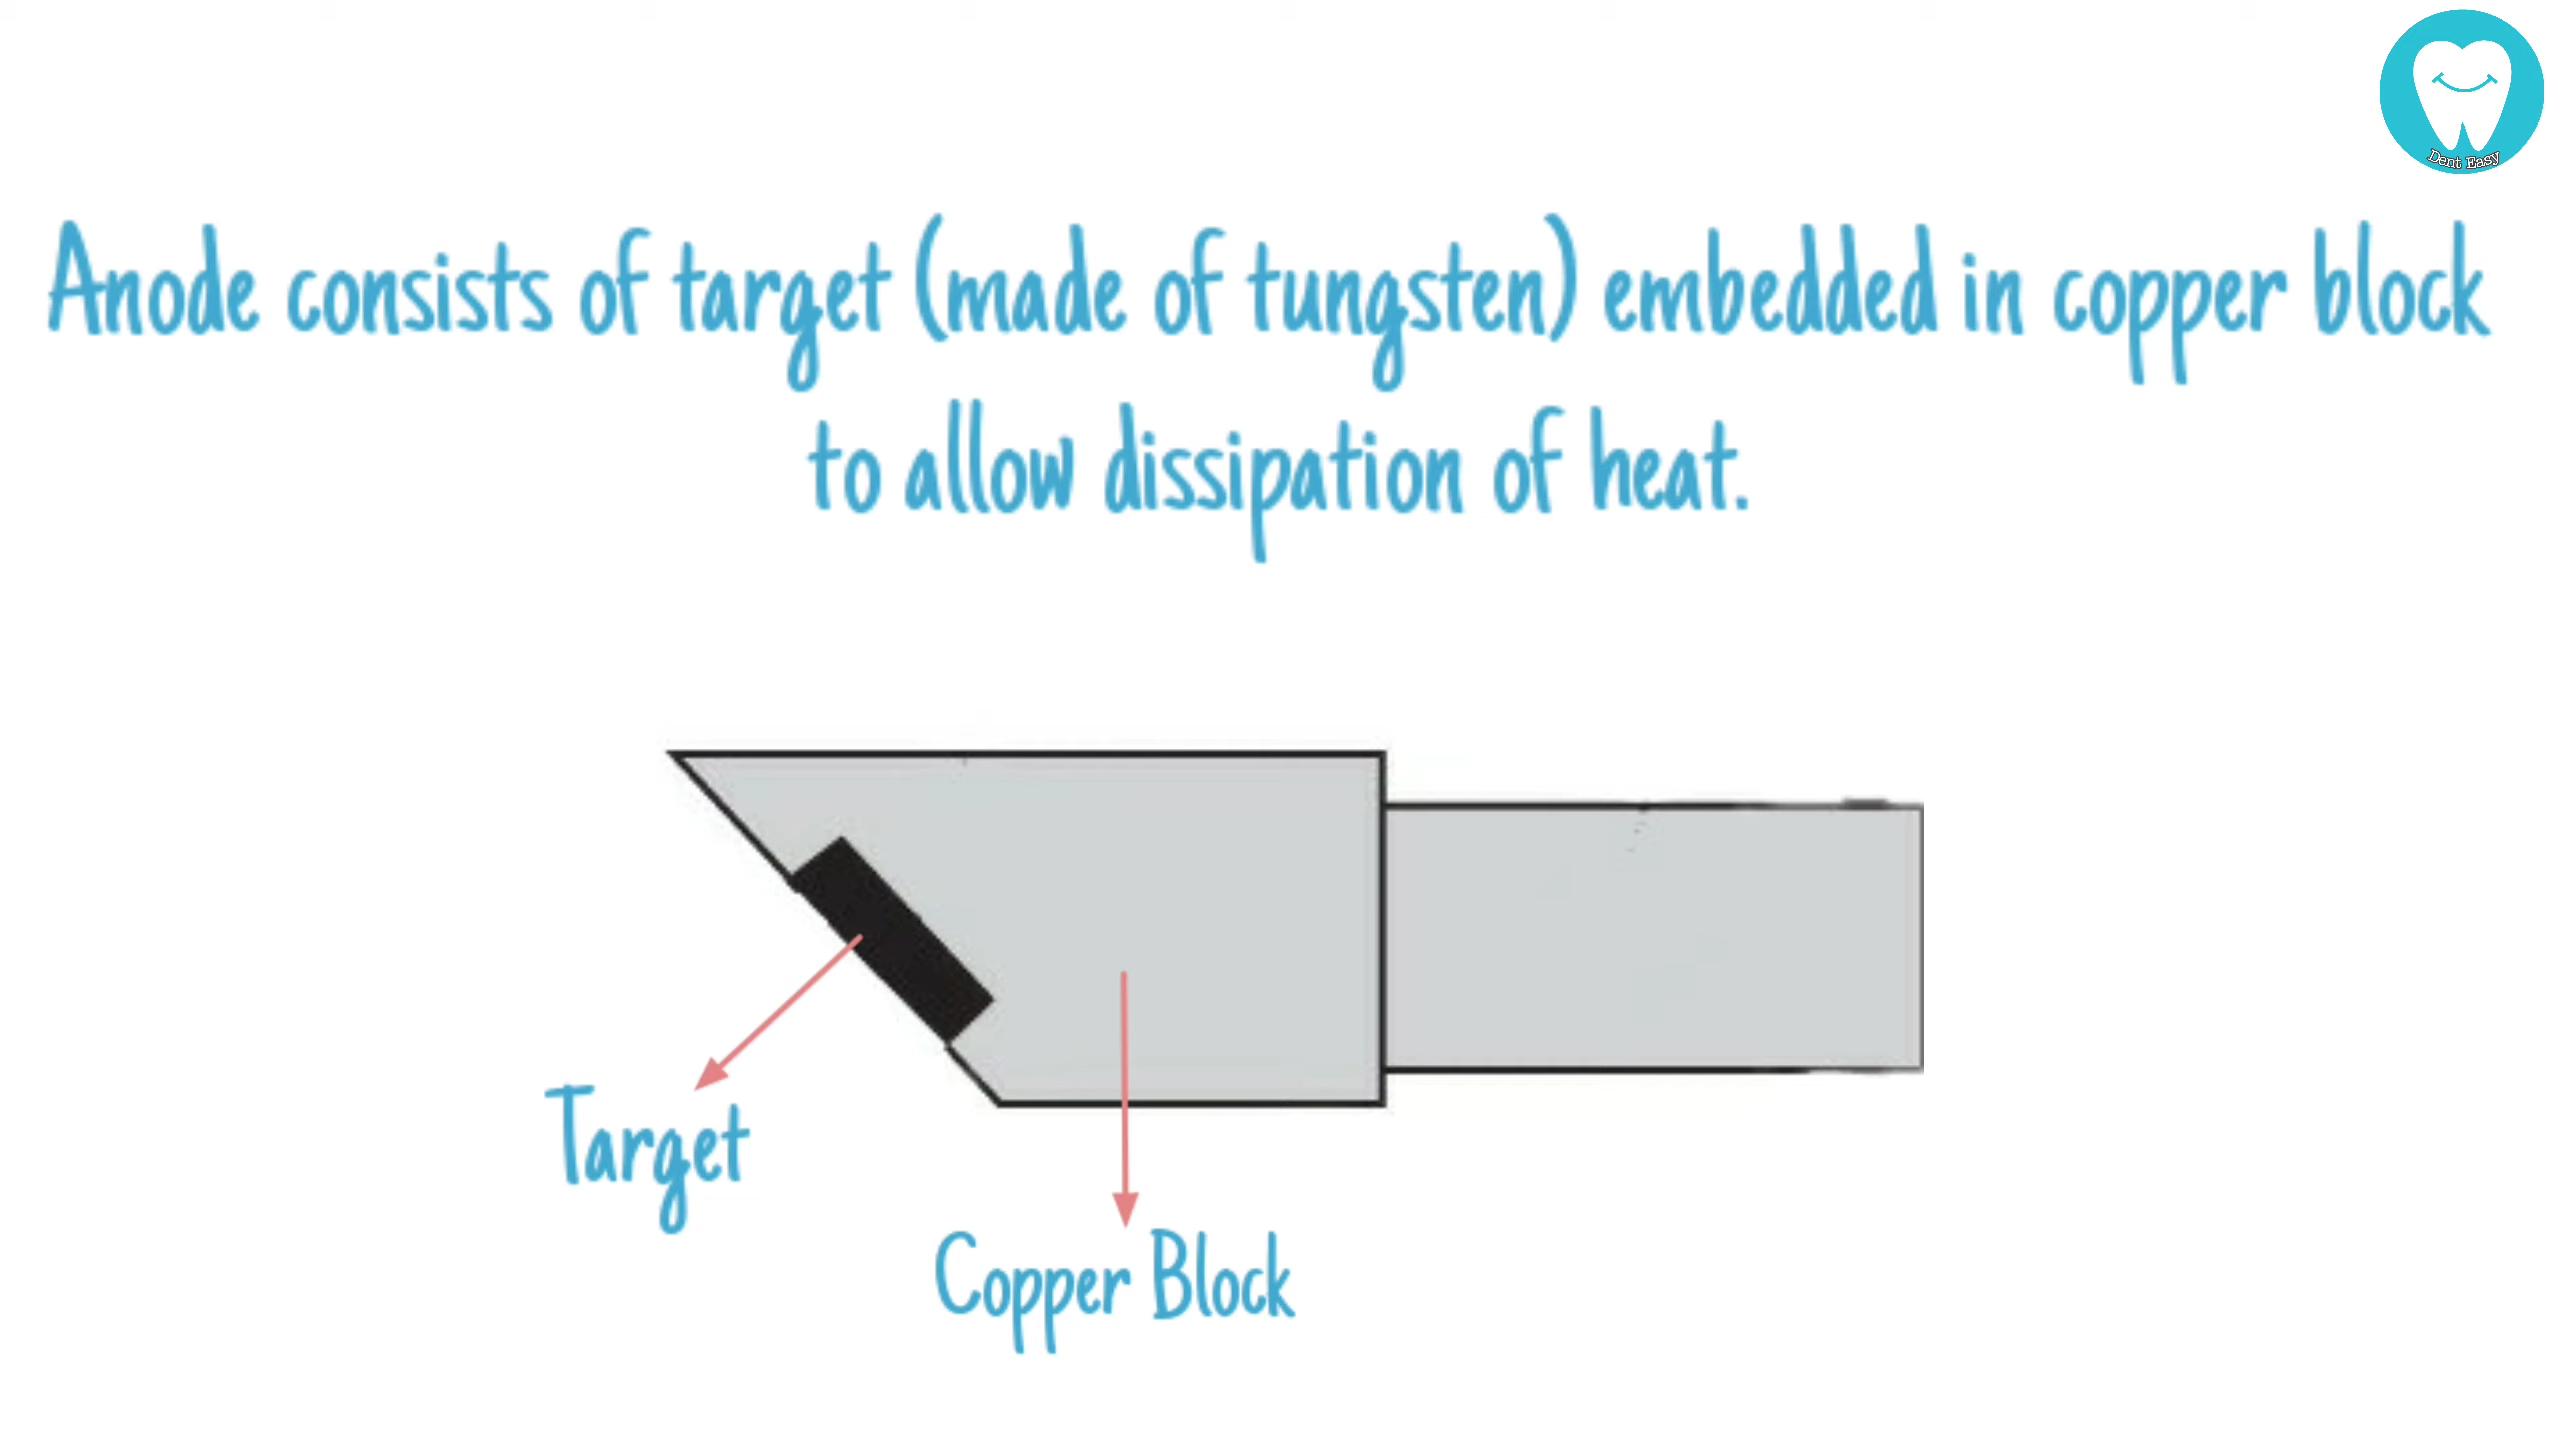 Dent Easy
Anode consists of target (made of tungsten) embedded in copper block
to allow dissipation of heat.
Target
Copper Block